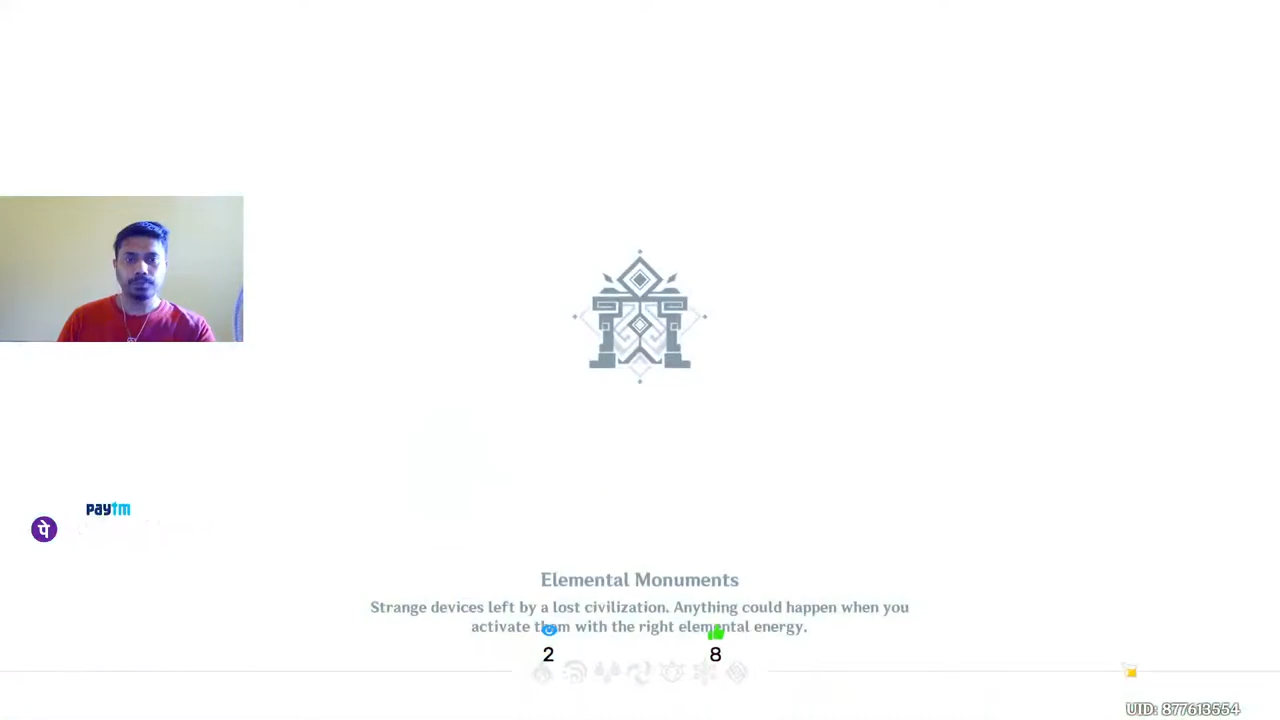 paytm
पे
Elemental Monuments
Strange devices left by a lost civilization. Anything could happen when you
activate them with the right elemental energy.
2
8
UID: 877613554